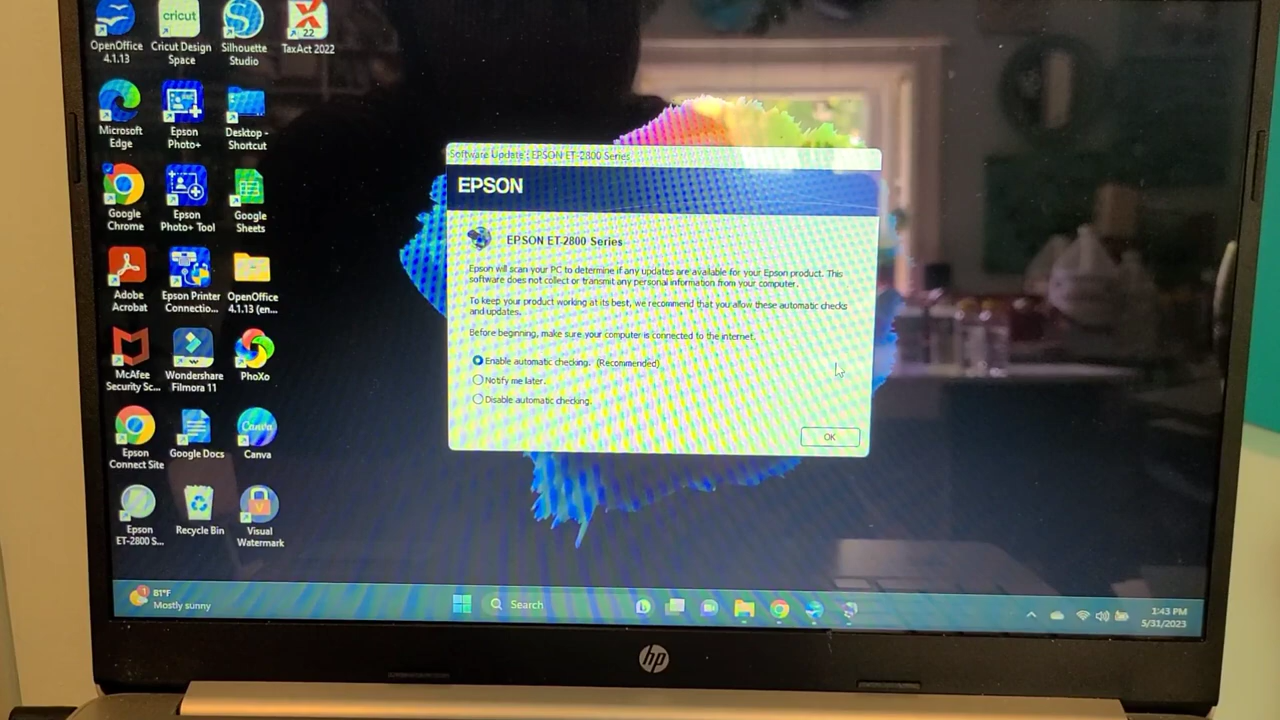 cricut
22
OpenOffice
4.1.13
Cricut Design
Space
Silhouette
Studio
TaxAct 2022
Microsoft
Edge
Epson
Photo+
Desktop -
Shortcut
Google
Chrome
Epson
Photo+ Tool
Google
Sheets
Adobe
Acrobat
Epson Printer
Connectio...
OpenOffice
4.1.13 (en...
McAfee
Security Sc...
Wondershare
Filmora 11
PhoXo
Epson
Connect Site
Google Docs
Canva
Canva
Epson
ET-2800 S...
Recycle Bin
V
Visual
Watermark
Software Update : EPSON ET-2800 Series
EPSON
EPSON ET-2800 Series
Epson will scan your PC to determine if any updates are available for your Epson product. This
software does not collect or transmit any personal information from your computer.
To keep your product working at its best, we recommend that you allow these automatic checks
and updates.
Before beginning, make sure your computer is connected to the internet.
Enable automatic checking. (Recommended)
Notify me later.
Disable automatic checking.
OK
1
81°F
Mostly sunny
Search
1:43 PM
5/31/2023
hp